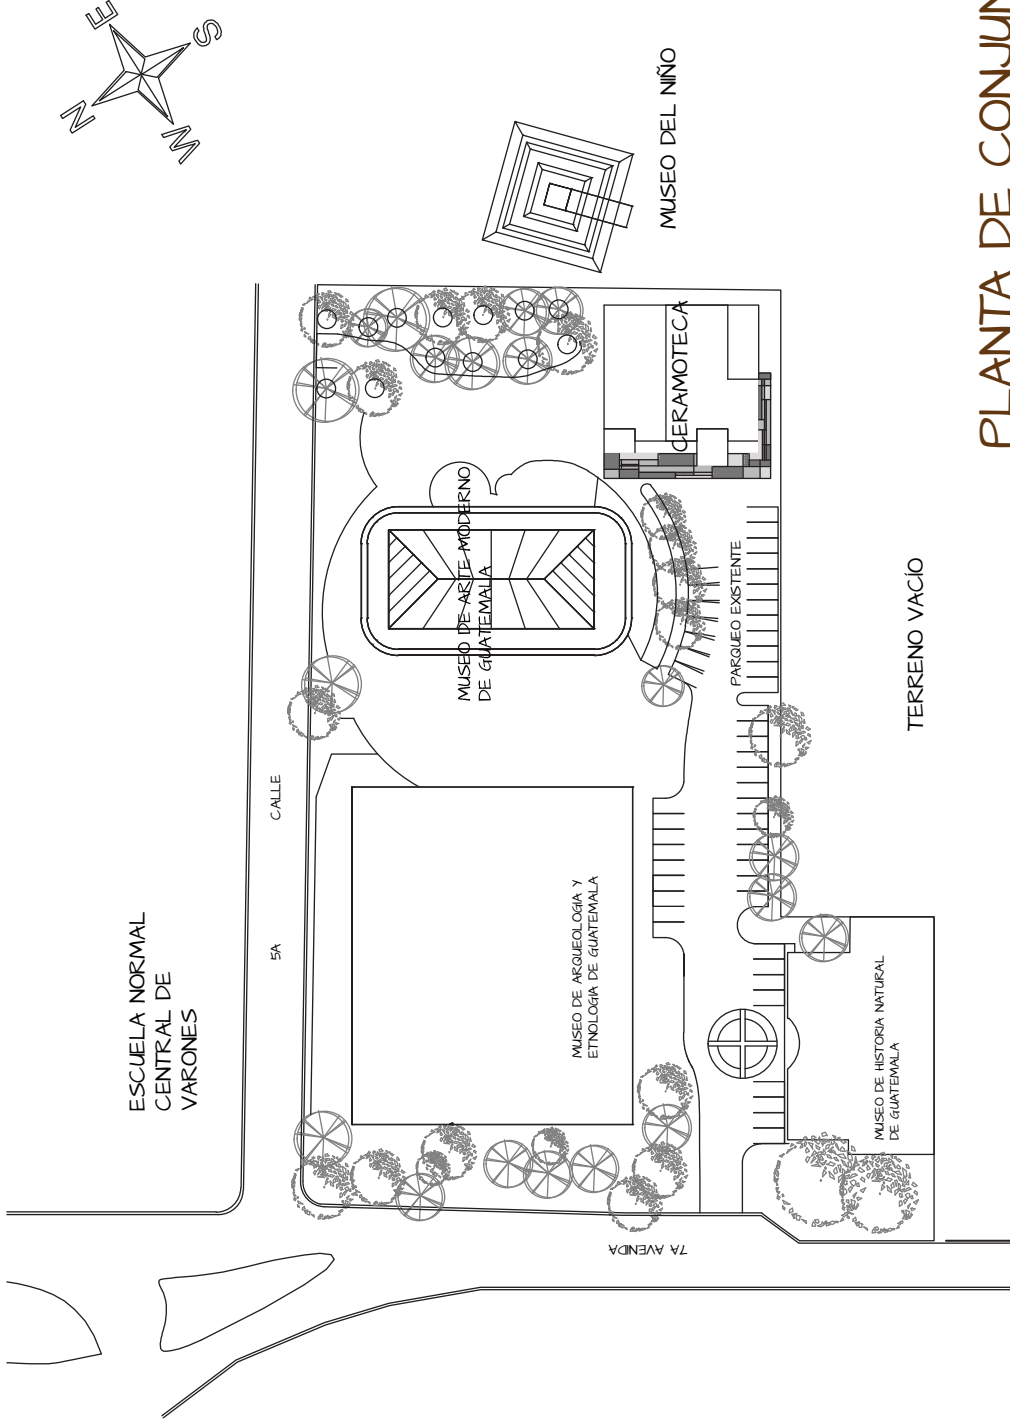 PLANTA DE CONJUN
E
S
N
W
MUSEO DEL NIÑO
CERAMOTECA
MUSEO DE ARTE MODERNO
DE GUATEMALA
PARQUEO EXISTENTE
TERRENO VACÍO
5A CALLE
ESCUELA NORMAL
CENTRAL DE
VARONES
MUSEO DE ARQUEOLOGIA Y
ETNOLOGIA DE GUATEMALA
MUSEO DE HISTORIA NATURAL
DE GUATEMALA
7A AVENIDA